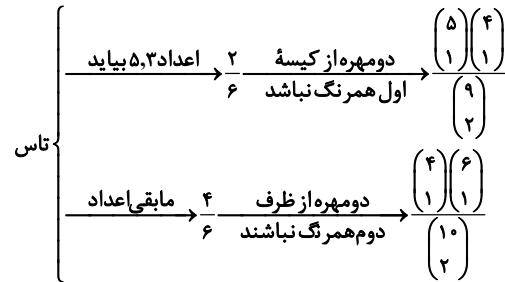 تاس
اعداد ۵,۳ بیاید ۲/۶ دو مهره از کیسهٔ اول همرنگ نباشد (۵ ۱)(۴ ۱)/(۹ ۲)
مابقی اعداد ۴/۶ دو مهره از ظرف دوم همرنگ نباشند (۴ ۱)(۶ ۱)/(۱۰ ۲)